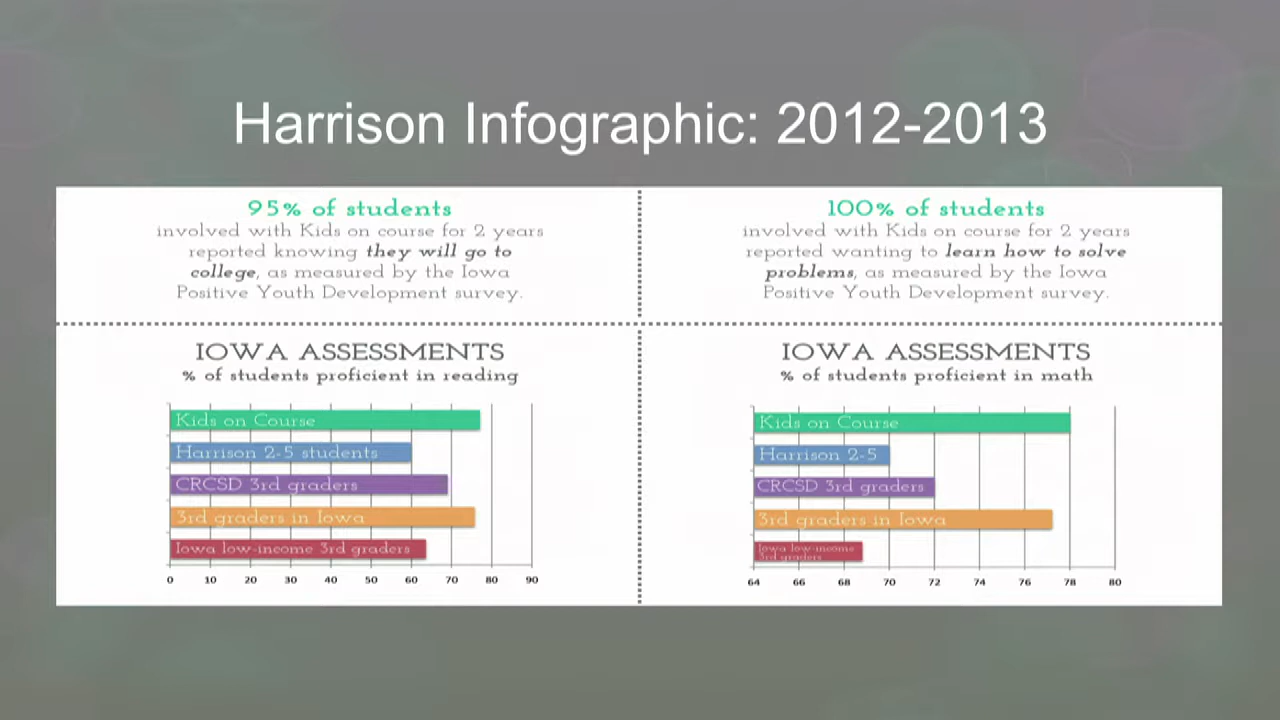 Harrison Infographic: 2012-2013
95% of students
involved with Kids on course for 2 years
reported knowing they will go to
college, as measured by the Iowa
Positive Youth Development survey.
100% of students
involved with Kids on course for 2 years
reported wanting to learn how to solve
problems, as measured by the Iowa
Positive Youth Development survey.
IOWA ASSESSMENTS
% of students proficient in reading
Kids on Course
Harrison 2-5 students
CRCSD 3rd graders
3rd graders in Iowa
Iowa low-income 3rd graders
0 10 20 30 40 50 60 70 80 90
IOWA ASSESSMENTS
% of students proficient in math
Kids on Course
Harrison 2-5
CRCSD 3rd graders
3rd graders in Iowa
Iowa low-income
3rd graders
64 66 68 70 72 74 76 78 80